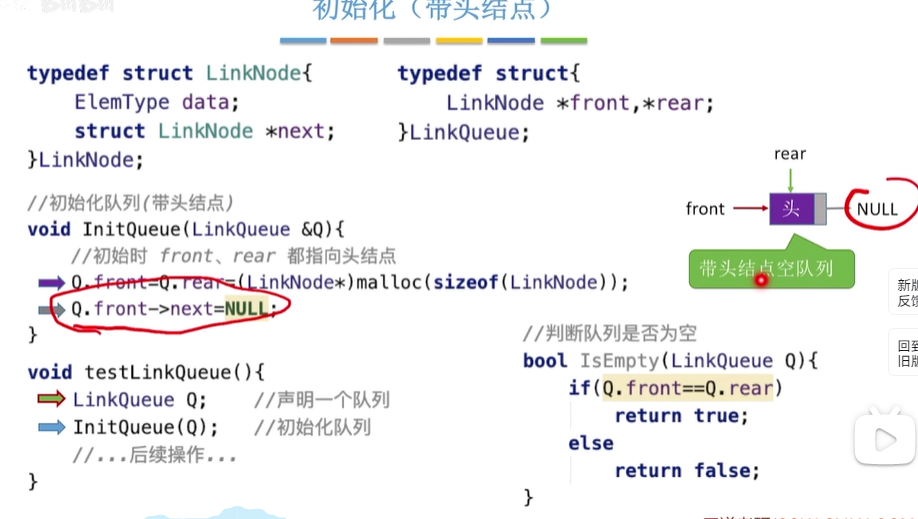 初始化（带头结点）
typedef struct LinkNode{
    ElemType data;
    struct LinkNode *next;
}LinkNode;
typedef struct{
    LinkNode *front,*rear;
}LinkQueue;
//初始化队列(带头结点)
void InitQueue(LinkQueue &Q){
    //初始时 front、rear 都指向头结点
    Q.front=Q.rear=(LinkNode*)malloc(sizeof(LinkNode));
    Q.front->next=NULL;
}
void testLinkQueue(){
    LinkQueue Q;    //声明一个队列
    InitQueue(Q);   //初始化队列
    //...后续操作...
}
rear
front
头
NULL
带头结点空队列
//判断队列是否为空
bool IsEmpty(LinkQueue Q){
    if(Q.front==Q.rear)
        return true;
    else
        return false;
}
新版
反馈
回到
旧版